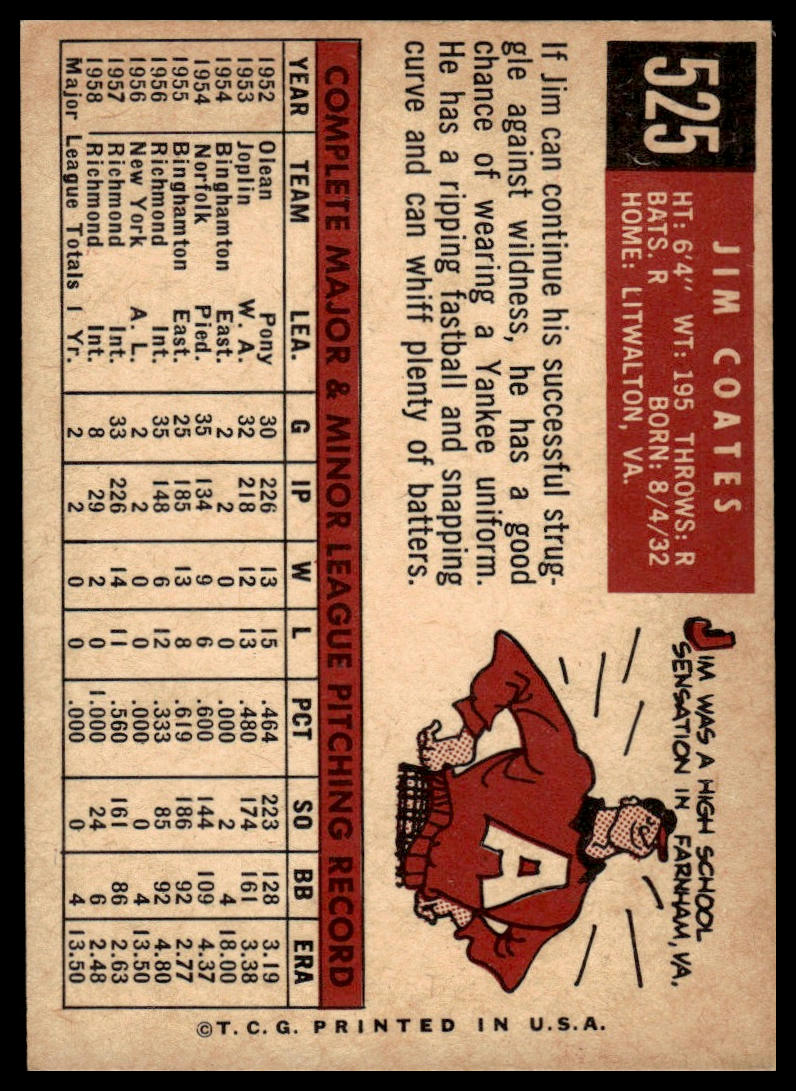 525
JIM COATES
HT: 6'4" WT: 195 THROWS: R
BATS. R BORN: 8/4/32
HOME: LITWALTON, VA.
If Jim can continue his successful strug-
gle against wildness, he has a good
chance of wearing a Yankee uniform.
He has a ripping fastball and snapping
curve and can whiff plenty of batters.
JIM WAS A HIGH SCHOOL
SENSATION IN FARNHAM, VA.
A
COMPLETE MAJOR & MINOR LEAGUE PITCHING RECORD
YEAR TEAM LEA. G IP W L PCT SO BB ERA
1952 Olean Pony 30 226 13 15 .464 223 128 3.19
1953 Joplin W. A. 32 218 12 13 .480 174 161 3.38
1954 Binghamton East. 2 2 0 0 .000 2 4 18.00
1954 Norfolk Pied. 35 134 9 6 .600 144 109 4.37
1955 Binghamton East. 25 185 13 8 .619 186 92 2.77
1956 Richmond Int. 35 148 6 12 .333 85 92 4.80
1956 New York A. L. 2 2 0 0 .000 0 4 13.50
1957 Richmond Int. 33 226 14 11 .560 161 86 2.63
1958 Richmond Int. 8 29 2 0 1.000 24 6 2.48
Major League Totals 1 Yr. 2 2 0 0 .000 0 4 13.50
©T.C.G. PRINTED IN U.S.A.